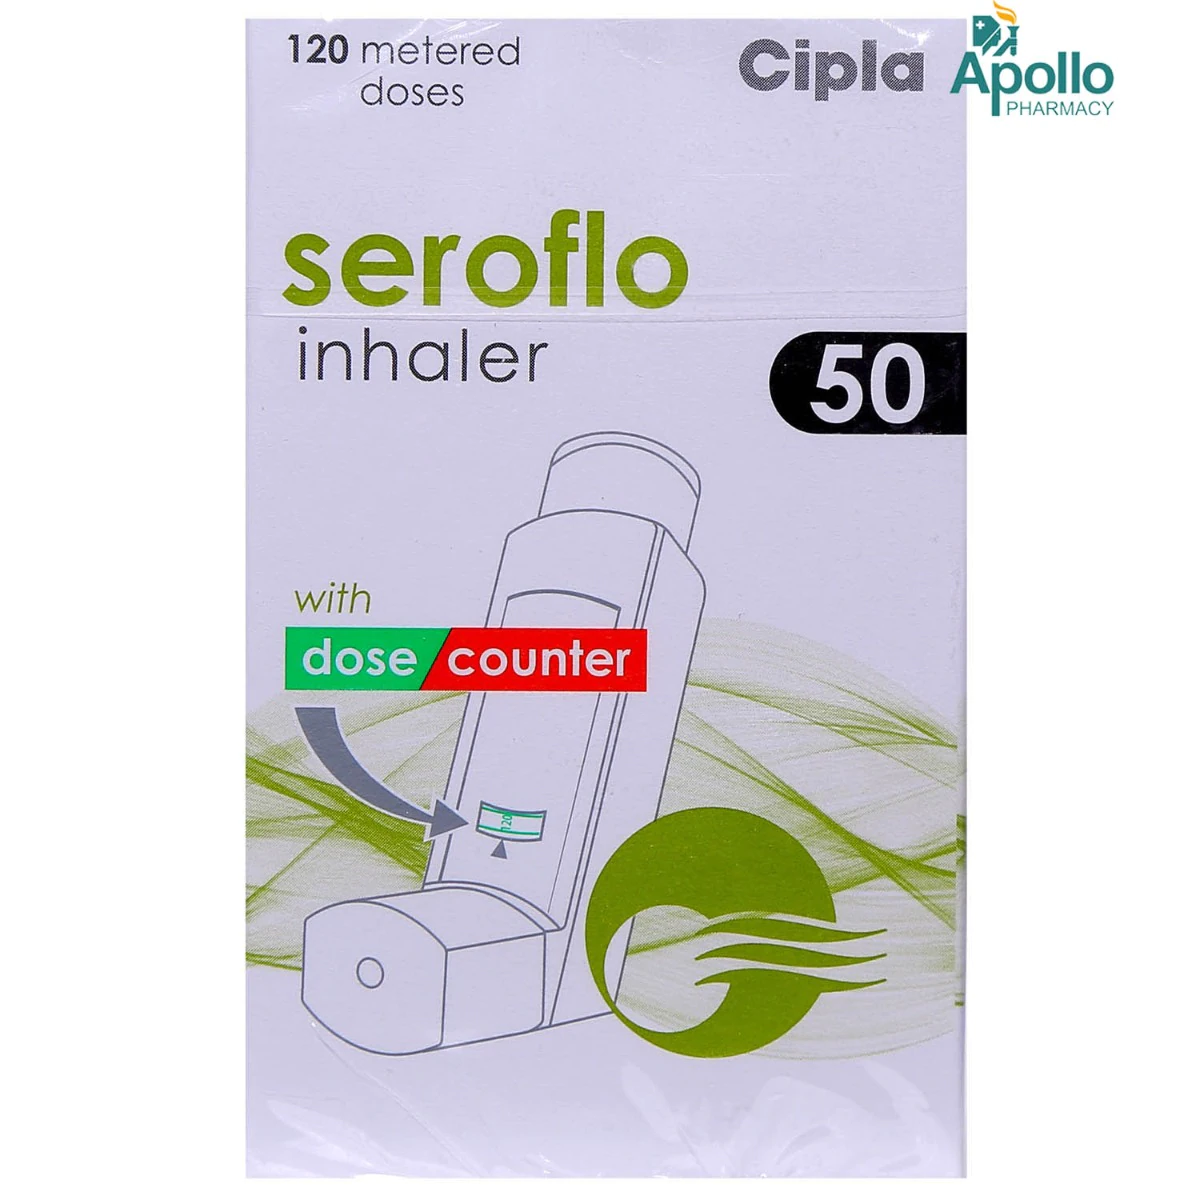 120 metered
doses
Cipla
Apollo
PHARMACY
seroflo
inhaler
50
with
dose counter
120